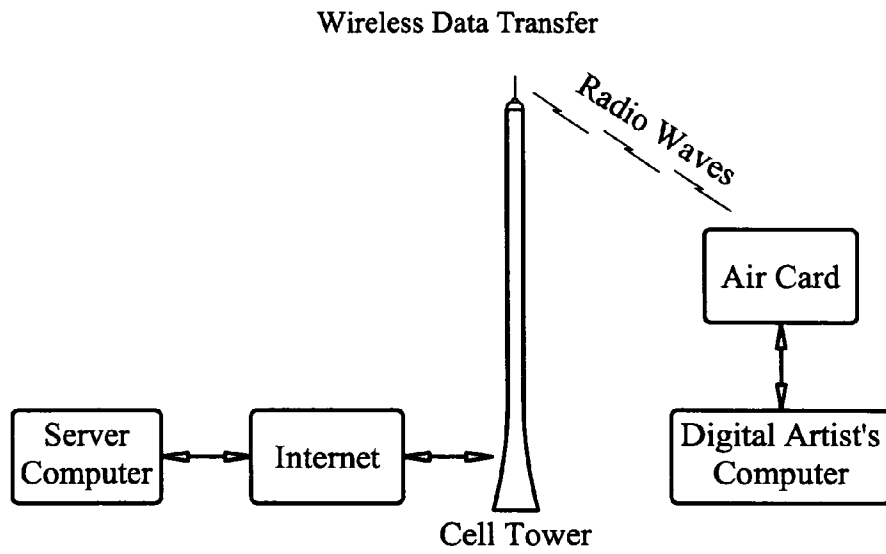 Wireless Data Transfer
Radio Waves
Air Card
Server
Computer
Internet
Digital Artist's
Computer
Cell Tower